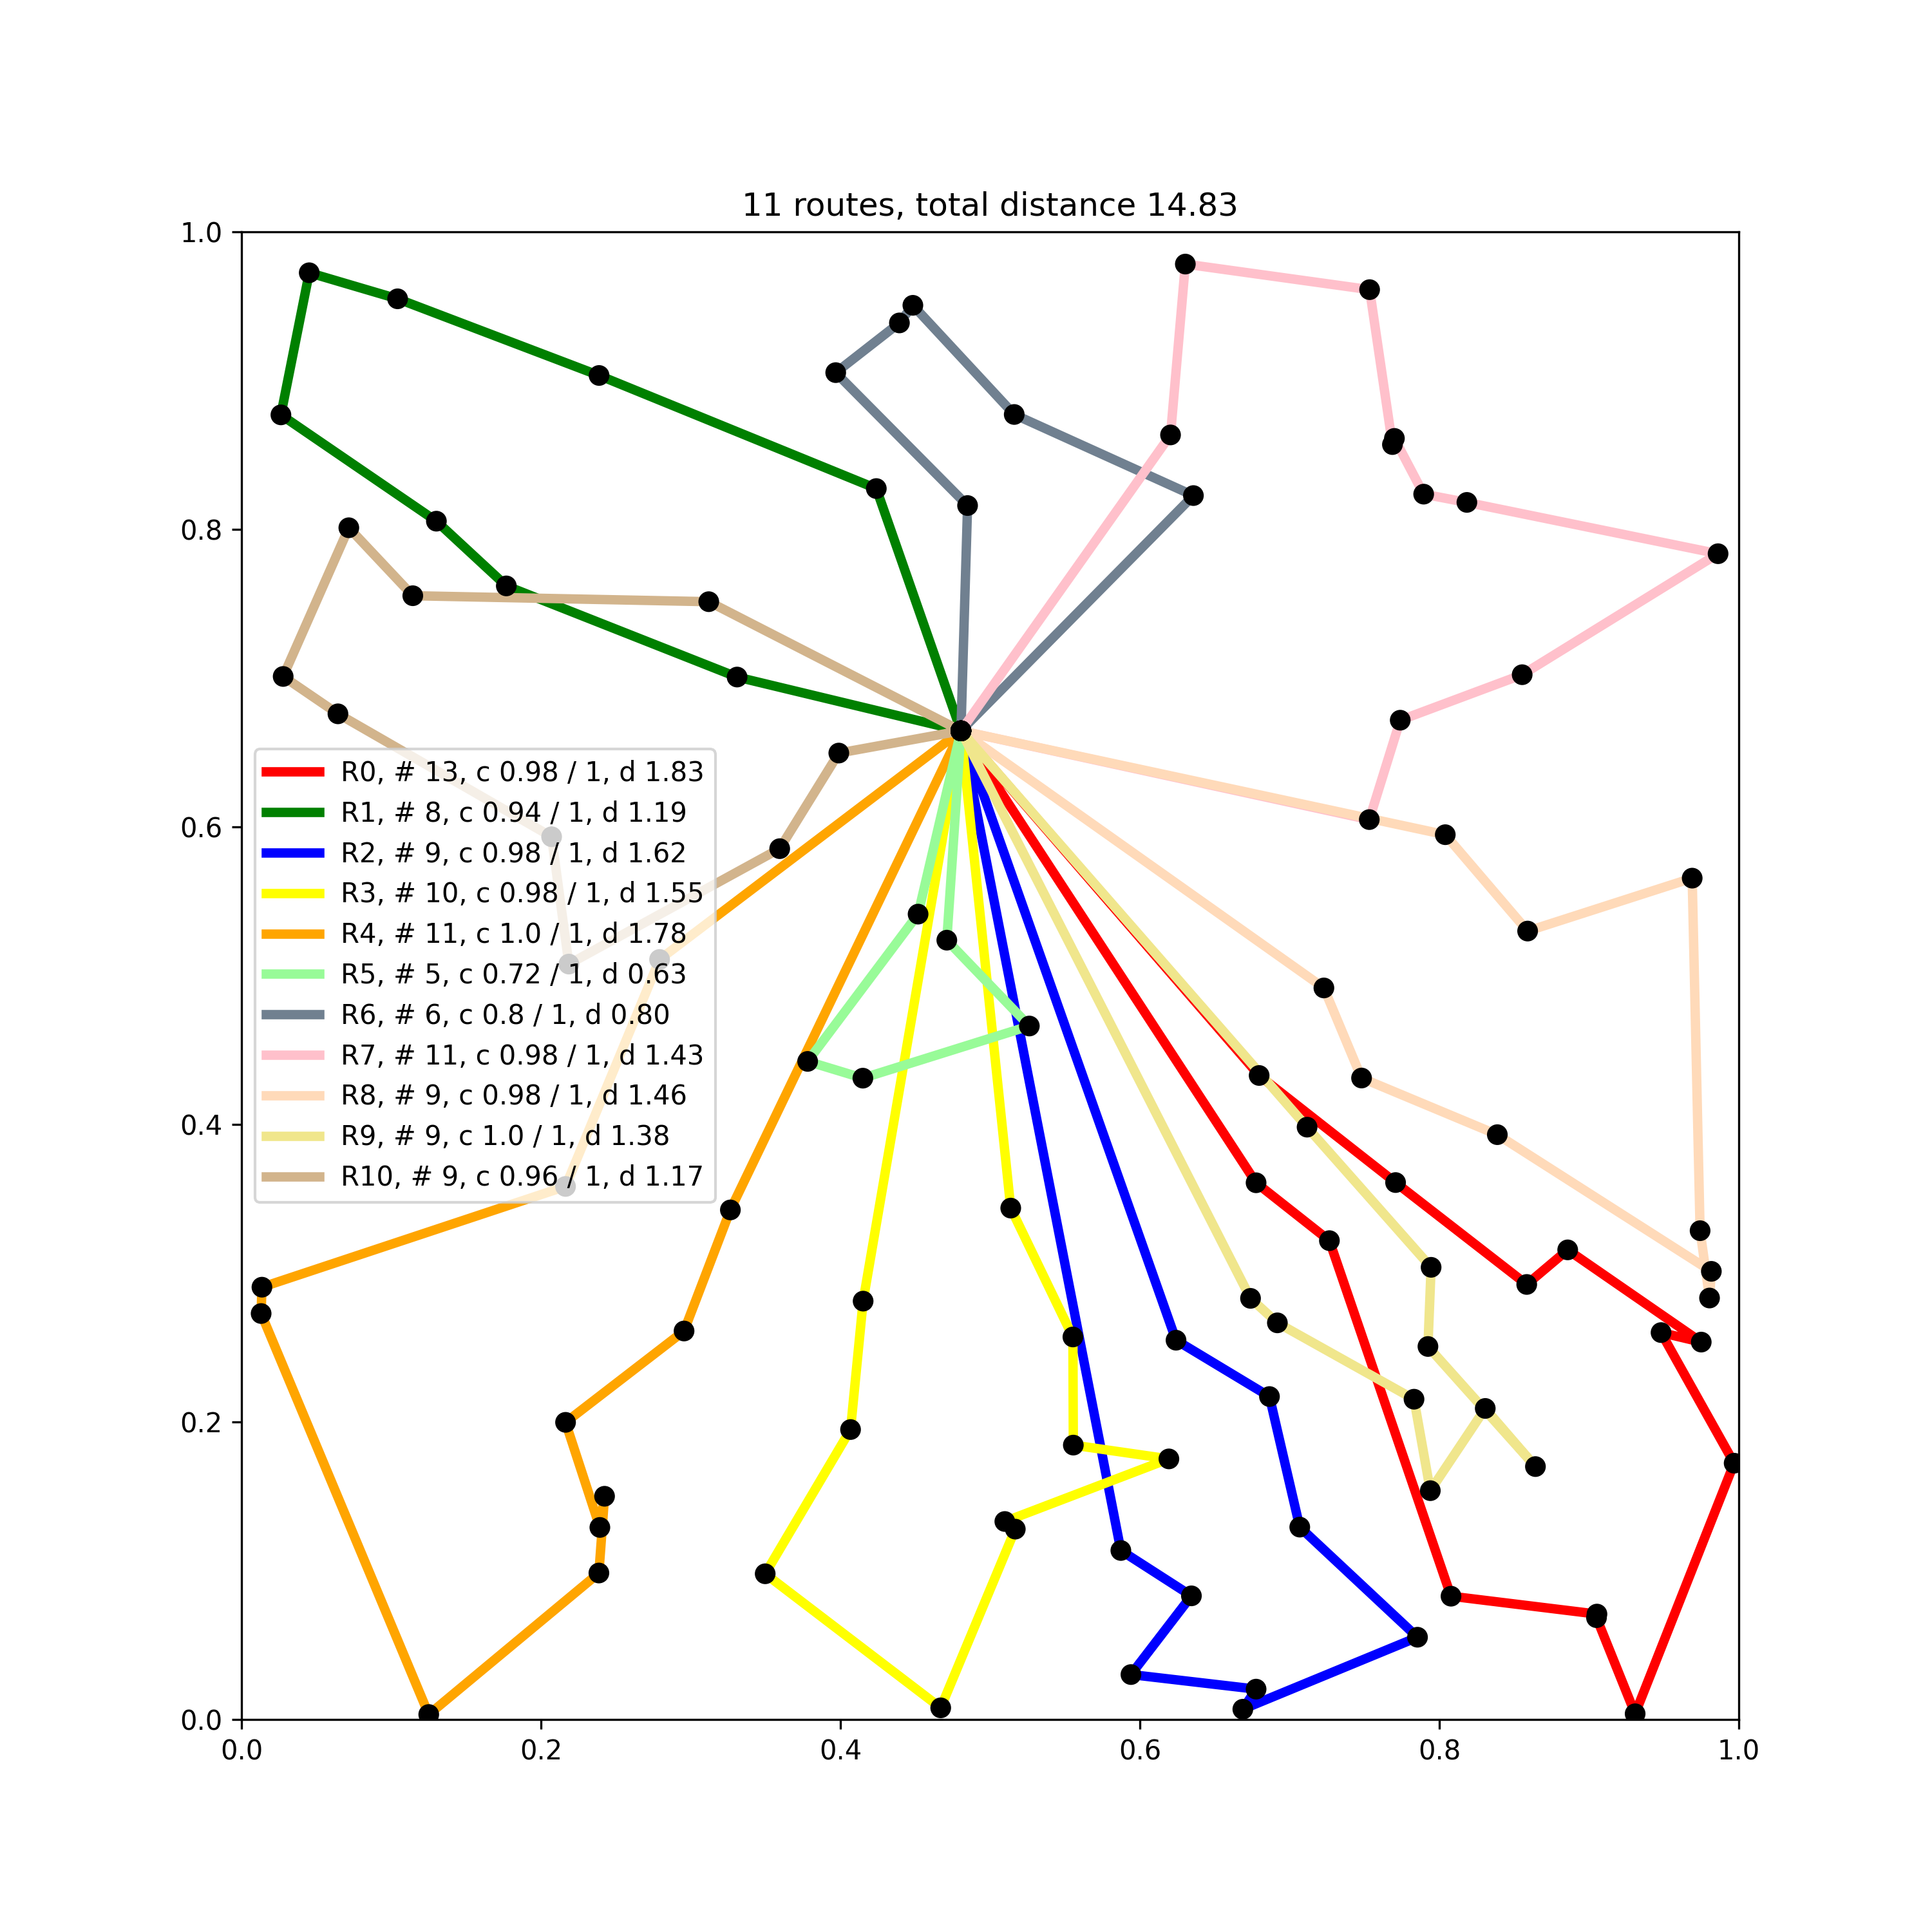 11 routes, total distance 14.83
1.0
0.8
0.6
0.4
0.2
0.0
R0, # 13, c 0.98 / 1, d 1.83
R1, # 8, c 0.94 / 1, d 1.19
R2, # 9, c 0.98 / 1, d 1.62
R3, # 10, c 0.98 / 1, d 1.55
R4, # 11, c 1.0 / 1, d 1.78
R5, # 5, c 0.72 / 1, d 0.63
R6, # 6, c 0.8 / 1, d 0.80
R7, # 11, c 0.98 / 1, d 1.43
R8, # 9, c 0.98 / 1, d 1.46
R9, # 9, c 1.0 / 1, d 1.38
R10, # 9, c 0.96 / 1, d 1.17
0.0 0.2 0.4 0.6 0.8 1.0